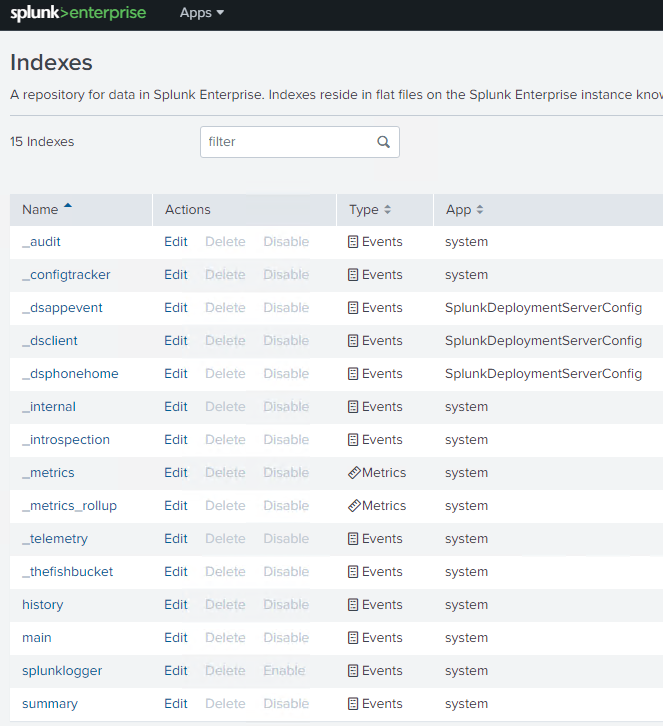 splunk>enterprise Apps
Indexes
A repository for data in Splunk Enterprise. Indexes reside in flat files on the Splunk Enterprise instance
15 Indexes filter
Name Actions Type App
_audit Edit Delete Disable Events system
_configtracker Edit Delete Disable Events system
_dsappevent Edit Delete Disable Events SplunkDeploymentServerConfig
_dsclient Edit Delete Disable Events SplunkDeploymentServerConfig
_dsphonehome Edit Delete Disable Events SplunkDeploymentServerConfig
_internal Edit Delete Disable Events system
_introspection Edit Delete Disable Events system
_metrics Edit Delete Disable Metrics system
_metrics_rollup Edit Delete Disable Metrics system
_telemetry Edit Delete Disable Events system
_thefishbucket Edit Delete Disable Events system
history Edit Delete Disable Events system
main Edit Delete Disable Events system
splunklogger Edit Delete Enable Events system
summary Edit Delete Disable Events system